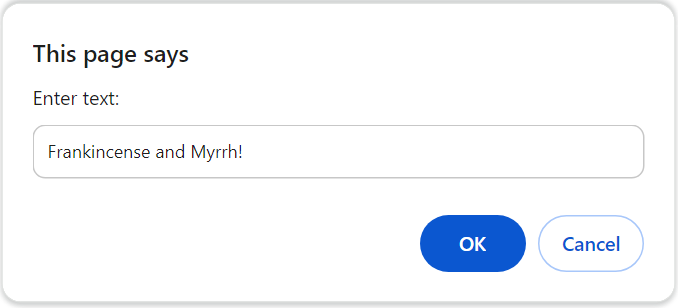 This page says
Enter text:
Frankincense and Myrrh!
OK
Cancel